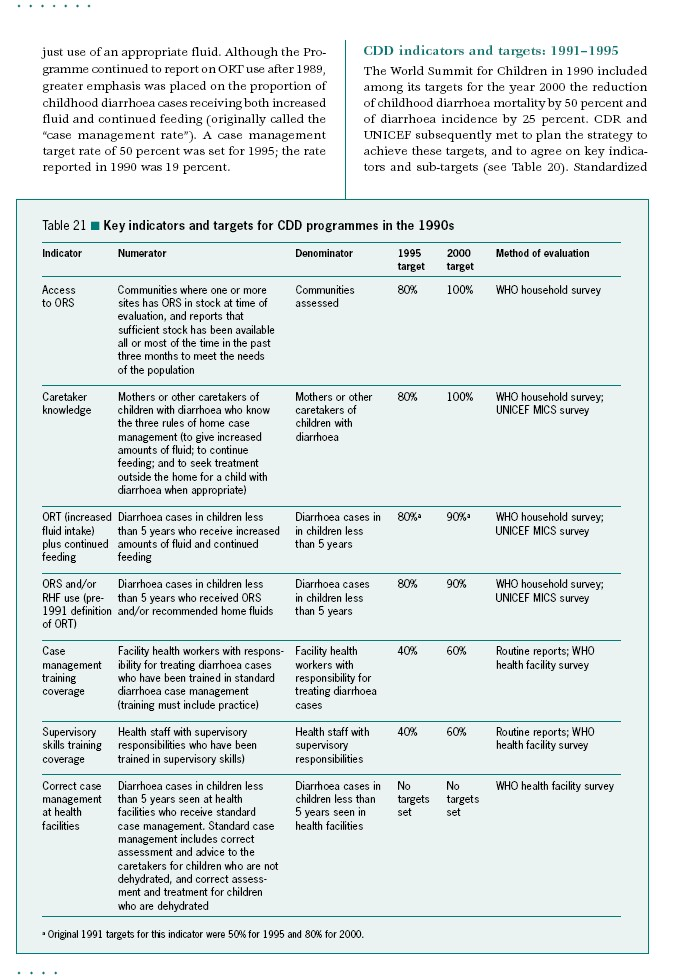 just use of an appropriate fluid. Although the Pro-
gramme continued to report on ORT use after 1989,
greater emphasis was placed on the proportion of
childhood diarrhoea cases receiving both increased
fluid and continued feeding (originally called the
“case management rate”). A case management
target rate of 50 percent was set for 1995; the rate
reported in 1990 was 19 percent.
CDD indicators and targets: 1991–1995
The World Summit for Children in 1990 included
among its targets for the year 2000 the reduction
of childhood diarrhoea mortality by 50 percent and
of diarrhoea incidence by 25 percent. CDR and
UNICEF subsequently met to plan the strategy to
achieve these targets, and to agree on key indica-
tors and sub-targets (see Table 20). Standardized
Table 21 ■ Key indicators and targets for CDD programmes in the 1990s
Indicator Numerator Denominator 1995 2000 Method of evaluation
target target
Access Communities where one or more Communities 80% 100% WHO household survey
to ORS sites has ORS in stock at time of assessed
evaluation, and reports that
sufficient stock has been available
all or most of the time in the past
three months to meet the needs
of the population
Caretaker Mothers or other caretakers of Mothers or other 80% 100% WHO household survey;
knowledge children with diarrhoea who know caretakers of UNICEF MICS survey
the three rules of home case children with
management (to give increased diarrhoea
amounts of fluid; to continue
feeding; and to seek treatment
outside the home for a child with
diarrhoea when appropriate)
ORT (increased Diarrhoea cases in children less Diarrhoea cases in 80%ª 90%ª WHO household survey;
fluid intake) than 5 years who receive increased in children less UNICEF MICS survey
plus continued amounts of fluid and continued than 5 years
feeding feeding
ORS and/or Diarrhoea cases in children less Diarrhoea cases 80% 90% WHO household survey;
RHF use (pre- than 5 years who received ORS in children less UNICEF MICS survey
1991 definition and/or recommended home fluids than 5 years
of ORT)
Case Facility health workers with respons- Facility health 40% 60% Routine reports; WHO
management ibility for treating diarrhoea cases workers with health facility survey
training who have been trained in standard responsibility for
coverage diarrhoea case management treating diarrhoea
(training must include practice) cases
Supervisory Health staff with supervisory Health staff with 40% 60% Routine reports; WHO
skills training responsibilities who have been supervisory health facility survey
coverage trained in supervisory skills) responsibilities
Correct case Diarrhoea cases in children less Diarrhoea cases in No No WHO health facility survey
management than 5 years seen at health children less than targets targets
at health facilities who receive standard 5 years seen in set set
facilities case management. Standard case health facilities
management includes correct
assessment and advice to the
caretakers for children who are not
dehydrated, and correct assess-
ment and treatment for children
who are dehydrated
ª Original 1991 targets for this indicator were 50% for 1995 and 80% for 2000.